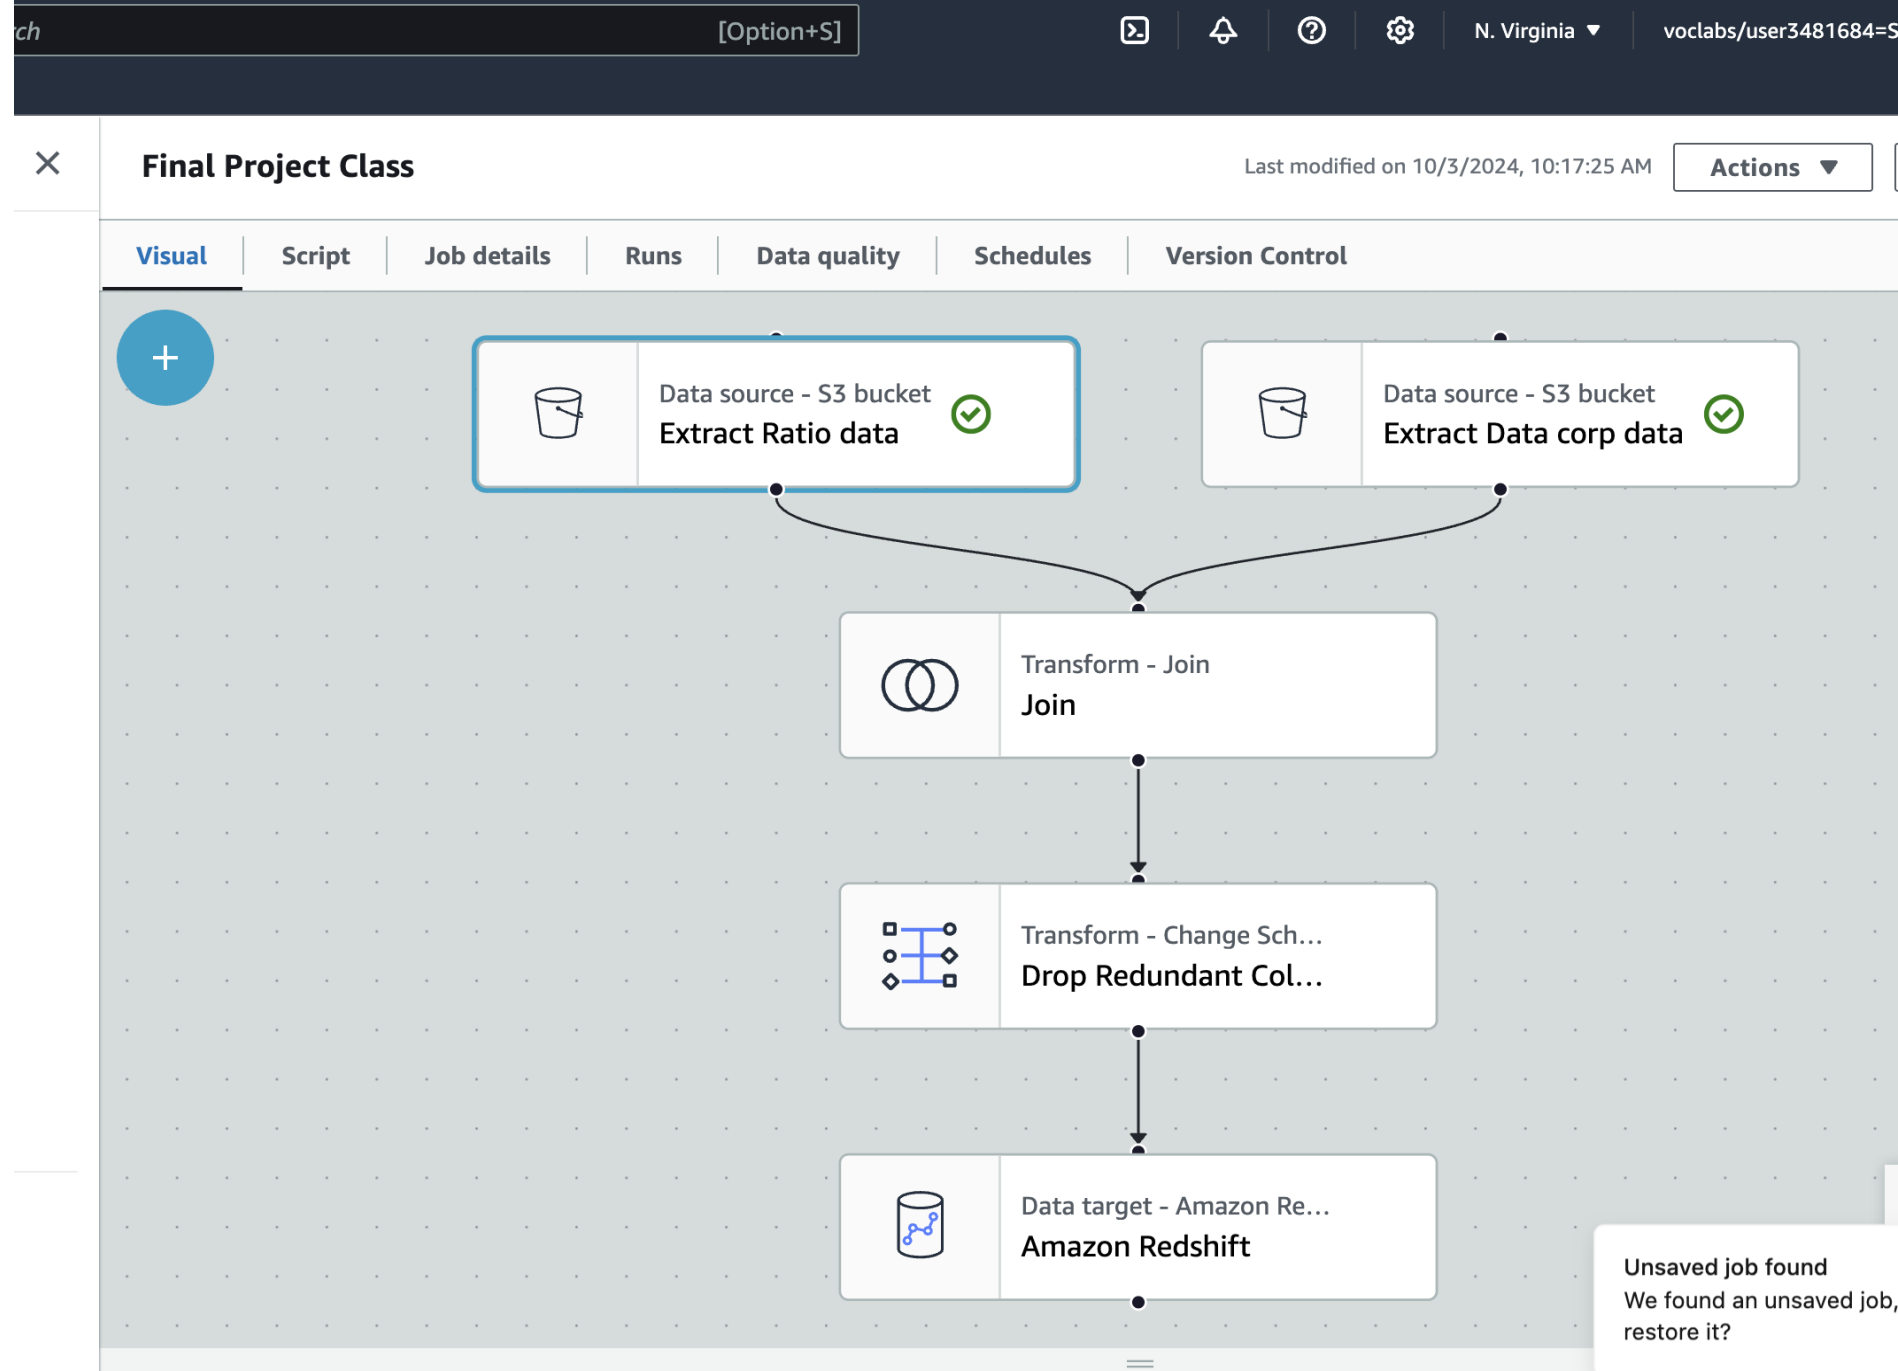 rch [Option+S] N. Virginia voclabs/user3481684=S
Final Project Class Last modified on 10/3/2024, 10:17:25 AM Actions
Visual Script Job details Runs Data quality Schedules Version Control
Data source - S3 bucket
Extract Ratio data
Data source - S3 bucket
Extract Data corp data
Transform - Join
Join
Transform - Change Sch...
Drop Redundant Col...
Data target - Amazon Re...
Amazon Redshift
Unsaved job found
We found an unsaved job,
restore it?